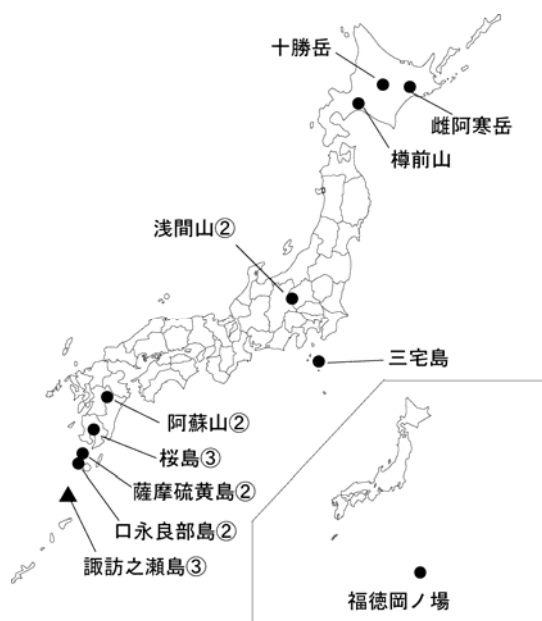 十勝岳
雌阿寒岳
樽前山
浅間山②
三宅島
阿蘇山②
桜島③
薩摩硫黄島②
口永良部島②
諏訪之瀬島③
福徳岡ノ場